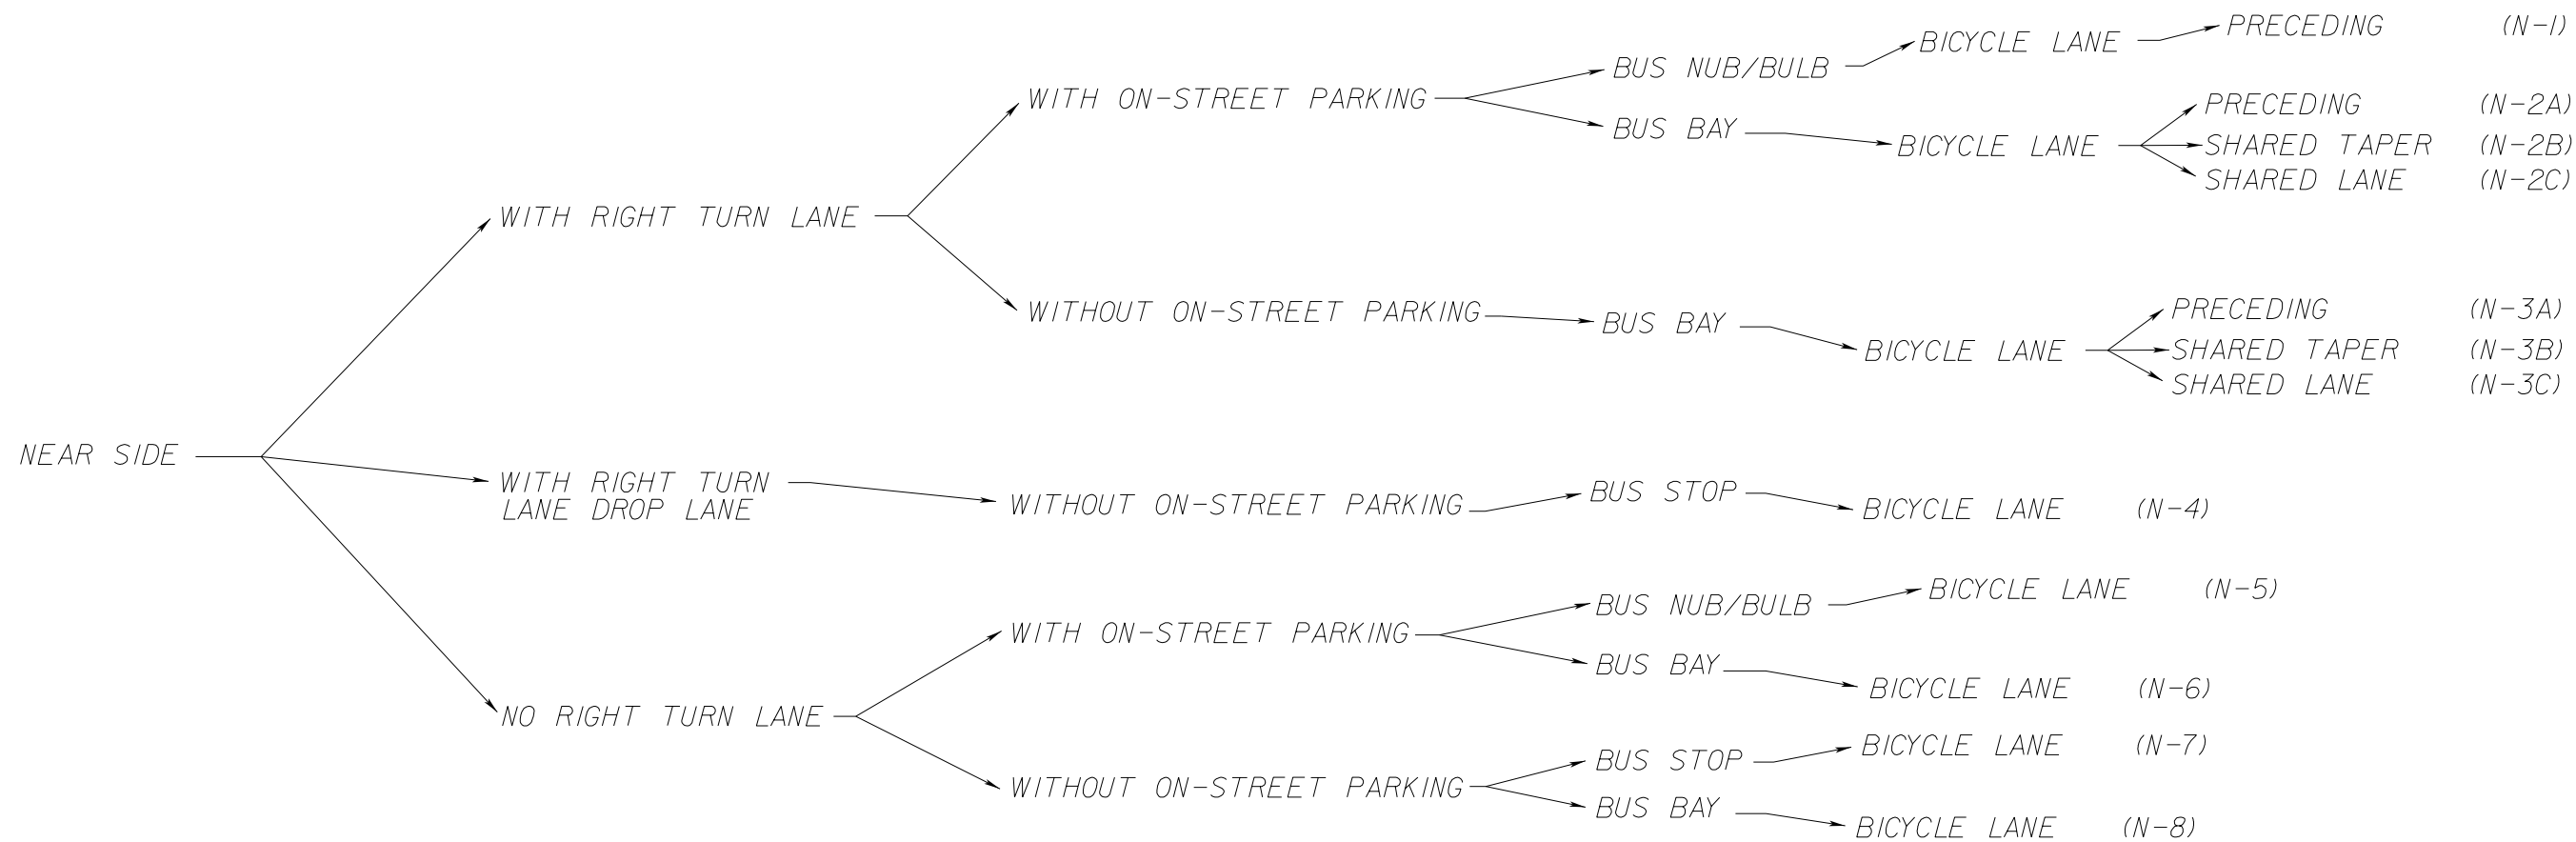 PRECEDING (N-1)
BICYCLE LANE
BUS NUB/BULB
WITH ON-STREET PARKING
PRECEDING (N-2A)
BUS BAY
BICYCLE LANE
SHARED TAPER (N-2B)
SHARED LANE (N-2C)
WITH RIGHT TURN LANE
WITHOUT ON-STREET PARKING
BUS BAY
BICYCLE LANE
PRECEDING (N-3A)
SHARED TAPER (N-3B)
SHARED LANE (N-3C)
NEAR SIDE
WITH RIGHT TURN
LANE DROP LANE
WITHOUT ON-STREET PARKING
BUS STOP
BICYCLE LANE (N-4)
BUS NUB/BULB
BICYCLE LANE (N-5)
WITH ON-STREET PARKING
BUS BAY
BICYCLE LANE (N-6)
NO RIGHT TURN LANE
BUS STOP
BICYCLE LANE (N-7)
WITHOUT ON-STREET PARKING
BUS BAY
BICYCLE LANE (N-8)